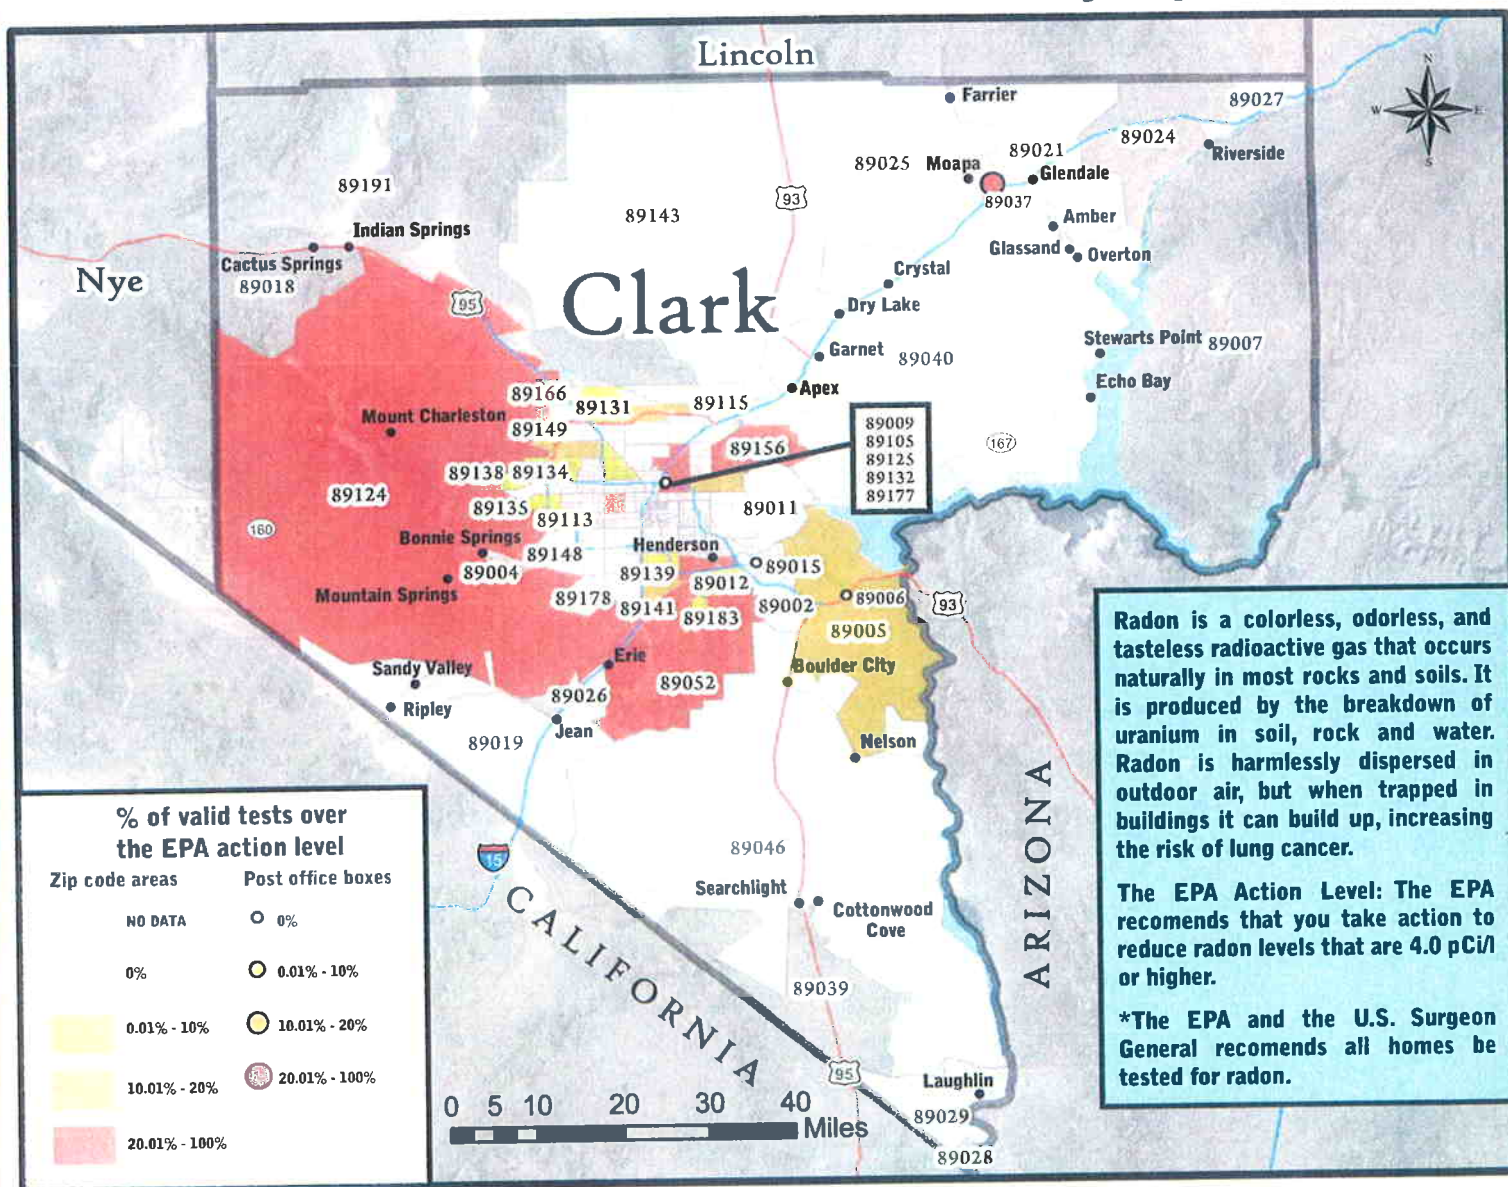 Lincoln
Farrier
89027
89024
89021
Riverside
89025
Moapa
Glendale
89037
89191
93
89143
Amber
Indian Springs
Glassand
Overton
Cactus Springs
Nye
89018
Crystal
95
Clark
Dry Lake
Stewarts Point
89007
Garnet
89040
Echo Bay
Apex
89166
89131
89115
Mount Charleston
89149
89009
89105
89125
89132
89177
167
89156
89138
89134
89124
89135
89113
89011
160
Bonnie Springs
89148
Henderson
89004
89139
89015
89012
Mountain Springs
89178
89141
89183
89002
89006
93
89005
Erie
Sandy Valley
Boulder City
89052
89026
Ripley
Jean
89019
Nelson
15
89046
Searchlight
Cottonwood
Cove
CALIFORNIA
ARIZONA
89039
95
Laughlin
89029
89028
% of valid tests over
the EPA action level
Zip code areas
Post office boxes
NO DATA
0%
0%
0.01% - 10%
0.01% - 10%
10.01% - 20%
10.01% - 20%
20.01% - 100%
20.01% - 100%
0 5 10 20 30 40
Miles
N
W
E
S
Radon is a colorless, odorless, and
tasteless radioactive gas that occurs
naturally in most rocks and soils. It
is produced by the breakdown of
uranium in soil, rock and water.
Radon is harmlessly dispersed in
outdoor air, but when trapped in
buildings it can build up, increasing
the risk of lung cancer.
The EPA Action Level: The EPA
recomends that you take action to
reduce radon levels that are 4.0 pCi/l
or higher.
*The EPA and the U.S. Surgeon
General recomends all homes be
tested for radon.